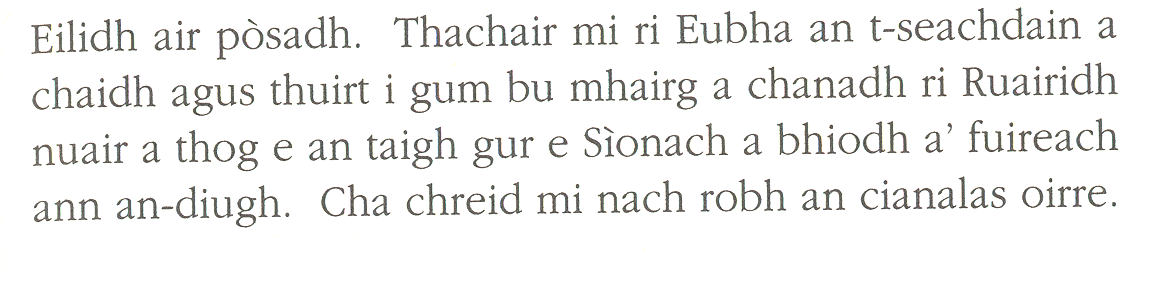 Eilidh air pòsadh.  Thachair mi ri Eubha an t-seachdain a
chaidh agus thuirt i gum bu mhairg a chanadh ri Ruairidh
nuair a thog e an taigh gur e Sìonach a bhiodh a’ fuireach
ann an-diugh.  Cha chreid mi nach robh an cianalas oirre.